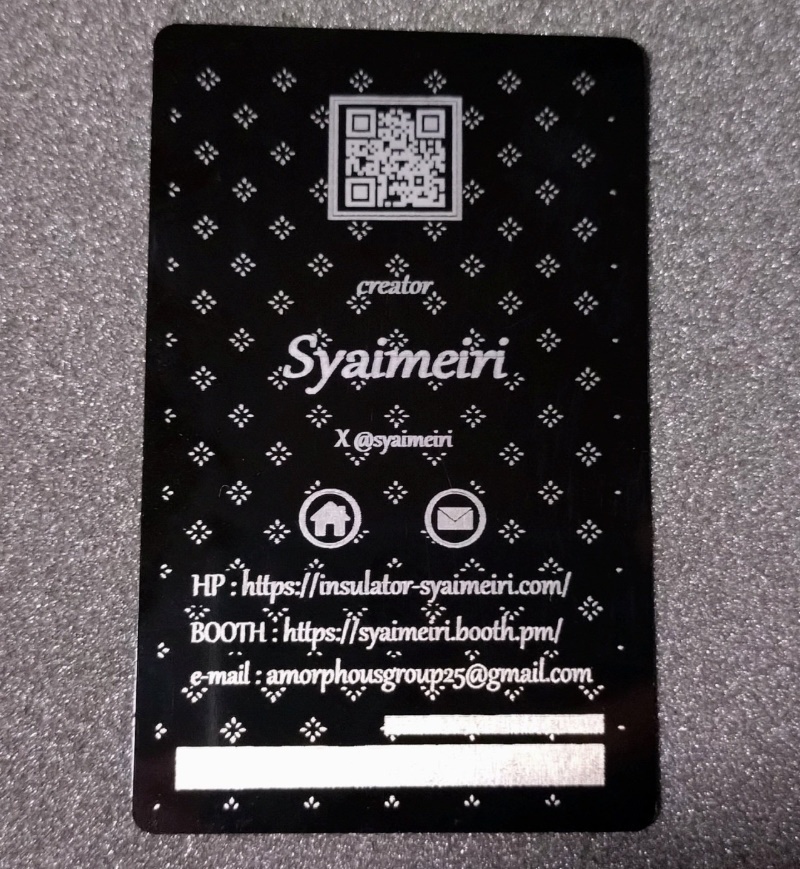 creator
Syaimeiri
X @syaimeiri
HP : https://insulator-syaimeiri.com/
BOOTH : https://syaimeiri.booth.pm/
e-mail : amorphousgroup25@gmail.com